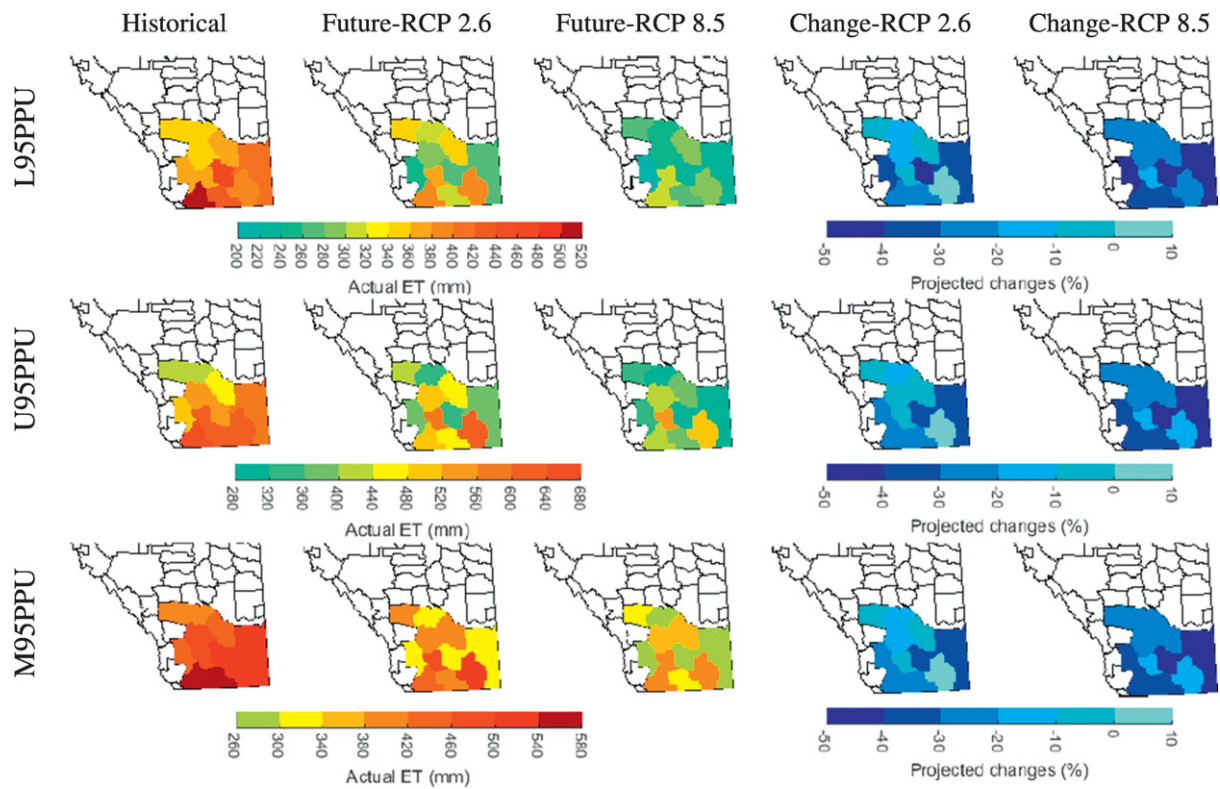 Historical Future-RCP 2.6 Future-RCP 8.5 Change-RCP 2.6 Change-RCP 8.5
L95PPU
200 220 240 260 280 300 320 340 360 380 400 420 440 460 480 500 520
Actual ET (mm)
-50 -40 -30 -20 -10 0 10
Projected changes (%)
U95PPU
280 320 360 400 440 480 520 560 600 640 680
Actual ET (mm)
-50 -40 -30 -20 -10 0 10
Projected changes (%)
M95PPU
260 300 340 380 420 460 500 540 580
Actual ET (mm)
-50 -40 -30 -20 -10 0 10
Projected changes (%)